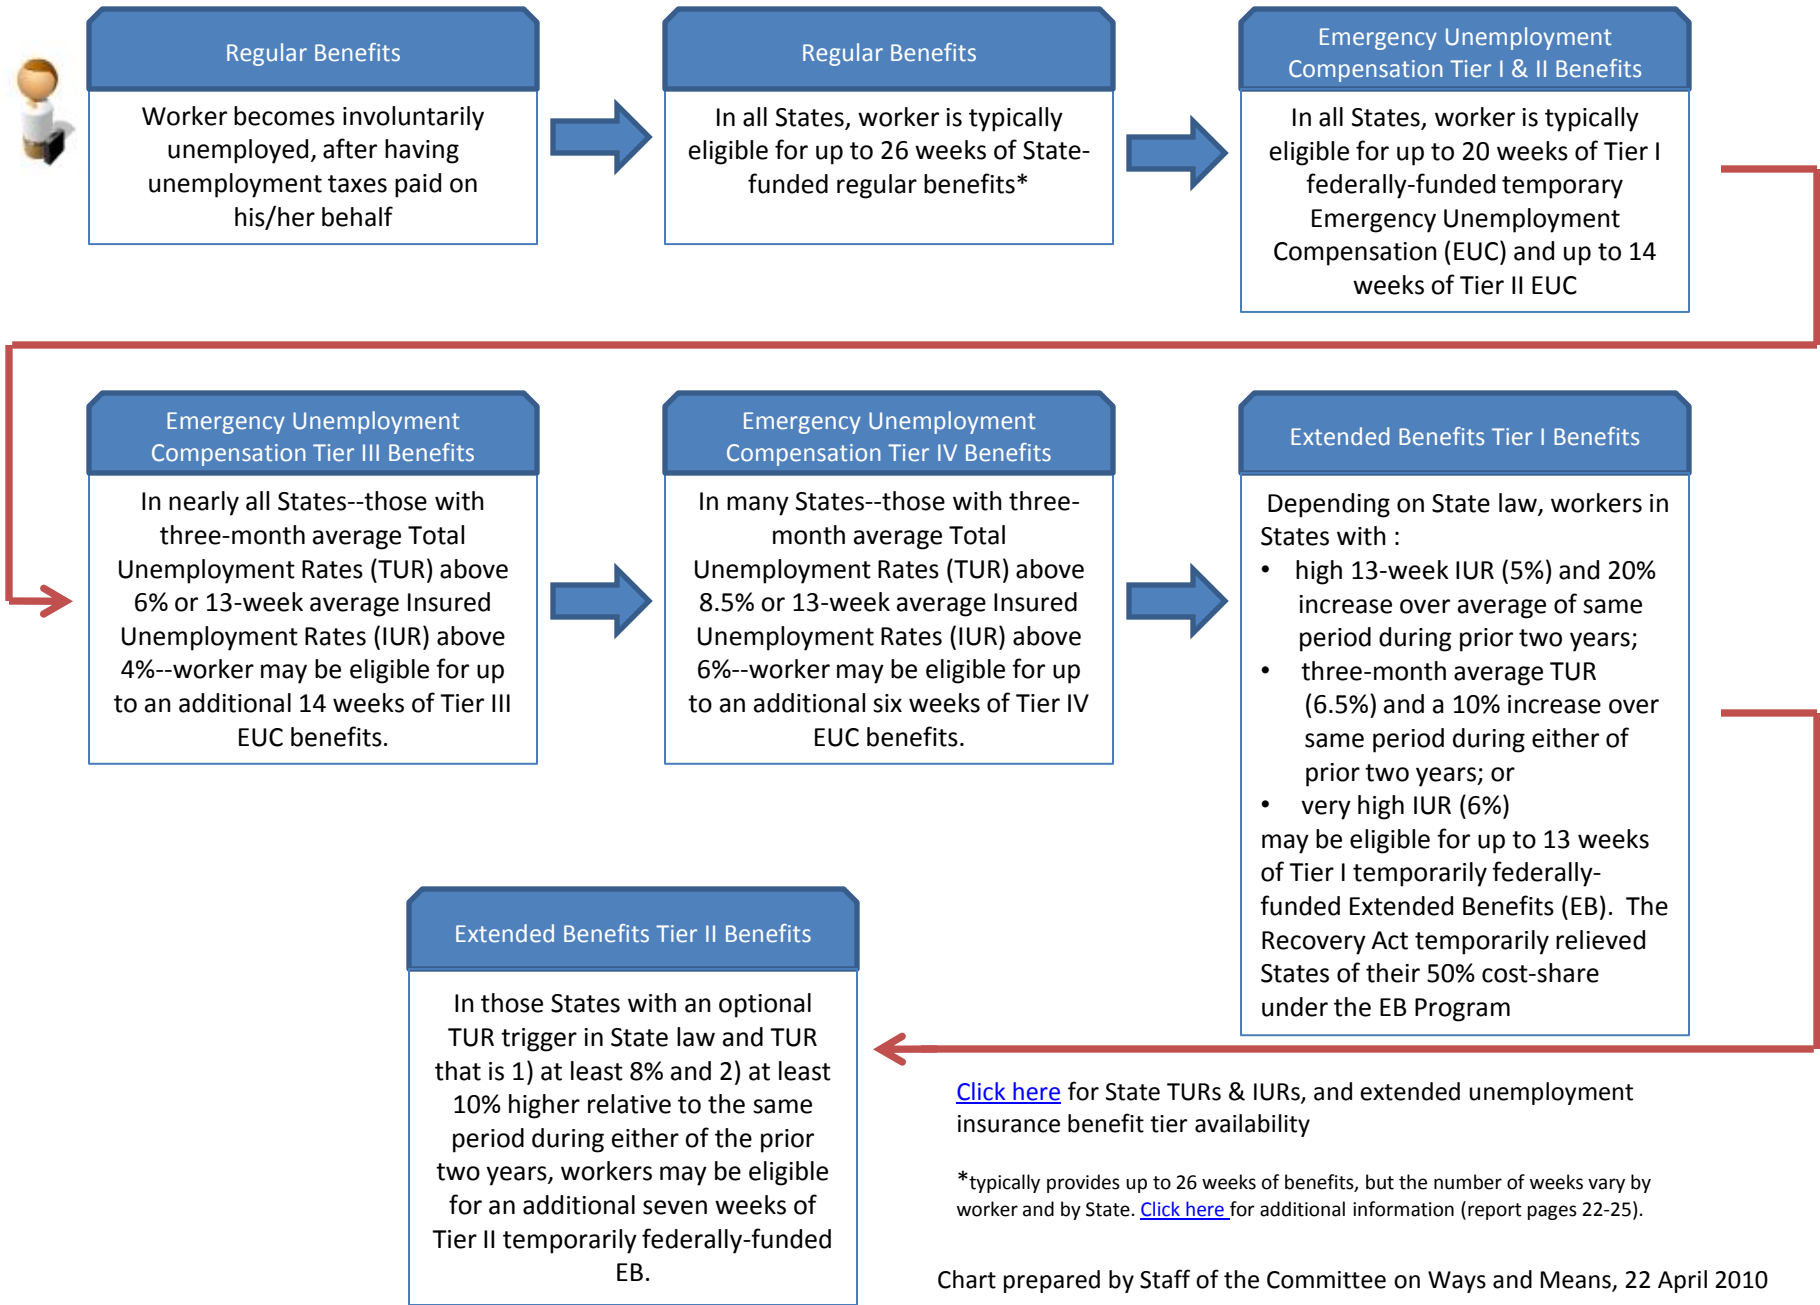 Regular Benefits
Worker becomes involuntarily
unemployed, after having
unemployment taxes paid on
his/her behalf
Regular Benefits
In all States, worker is typically
eligible for up to 26 weeks of State-
funded regular benefits*
Emergency Unemployment
Compensation Tier I & II Benefits
In all States, worker is typically
eligible for up to 20 weeks of Tier I
federally-funded temporary
Emergency Unemployment
Compensation (EUC) and up to 14
weeks of Tier II EUC
Emergency Unemployment
Compensation Tier III Benefits
In nearly all States--those with
three-month average Total
Unemployment Rates (TUR) above
6% or 13-week average Insured
Unemployment Rates (IUR) above
4%--worker may be eligible for up
to an additional 14 weeks of Tier III
EUC benefits.
Emergency Unemployment
Compensation Tier IV Benefits
In many States--those with three-
month average Total
Unemployment Rates (TUR) above
8.5% or 13-week average Insured
Unemployment Rates (IUR) above
6%--worker may be eligible for up
to an additional six weeks of Tier IV
EUC benefits.
Extended Benefits Tier I Benefits
Depending on State law, workers in
States with :
• high 13-week IUR (5%) and 20%
increase over average of same
period during prior two years;
• three-month average TUR
(6.5%) and a 10% increase over
same period during either of
prior two years; or
• very high IUR (6%)
may be eligible for up to 13 weeks
of Tier I temporarily federally-
funded Extended Benefits (EB). The
Recovery Act temporarily relieved
States of their 50% cost-share
under the EB Program
Extended Benefits Tier II Benefits
In those States with an optional
TUR trigger in State law and TUR
that is 1) at least 8% and 2) at least
10% higher relative to the same
period during either of the prior
two years, workers may be eligible
for an additional seven weeks of
Tier II temporarily federally-funded
EB.
Click here for State TURs & IURs, and extended unemployment
insurance benefit tier availability
*typically provides up to 26 weeks of benefits, but the number of weeks vary by
worker and by State. Click here for additional information (report pages 22-25).
Chart prepared by Staff of the Committee on Ways and Means, 22 April 2010